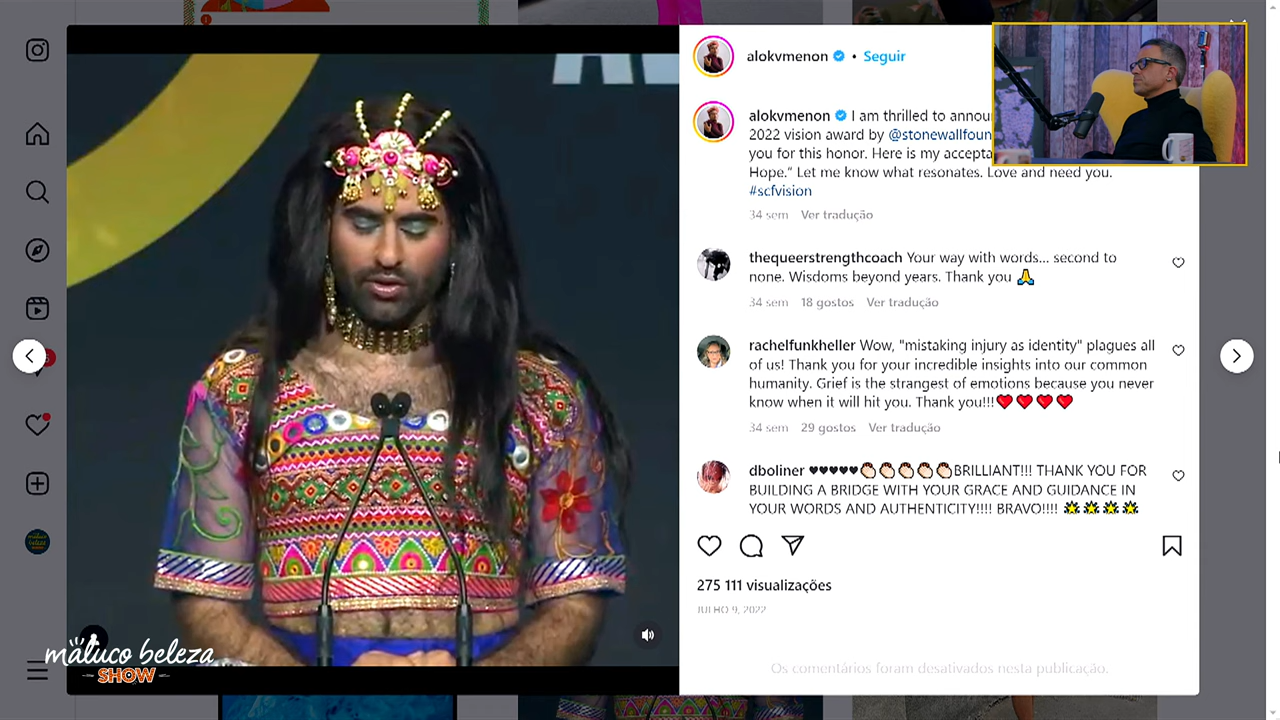 alokvmenon • Seguir
alokvmenon I am thrilled to annou
2022 vision award by @stonewallfoun
you for this honor. Here is my accepta
Hope." Let me know what resonates. Love and need you.
#scfvision
34 sem Ver tradução
thequeerstrengthcoach Your way with words... second to
none. Wisdoms beyond years. Thank you 🙏
34 sem 18 gostos Ver tradução
rachelfunkheller Wow, "mistaking injury as identity" plagues all
of us! Thank you for your incredible insights into our common
humanity. Grief is the strangest of emotions because you never
know when it will hit you. Thank you!!!❤️❤️❤️❤️
34 sem 29 gostos Ver tradução
dboliner ♥♥♥♥♥👏🏻👏🏻👏🏻👏🏻👏🏻BRILLIANT!!! THANK YOU FOR
BUILDING A BRIDGE WITH YOUR GRACE AND GUIDANCE IN
YOUR WORDS AND AUTHENTICITY!!!! BRAVO!!!! 🌟🌟🌟🌟
275 111 visualizações
JULHO 9, 2022
Os comentários foram desativados nesta publicação.
maluco beleza
SHOW